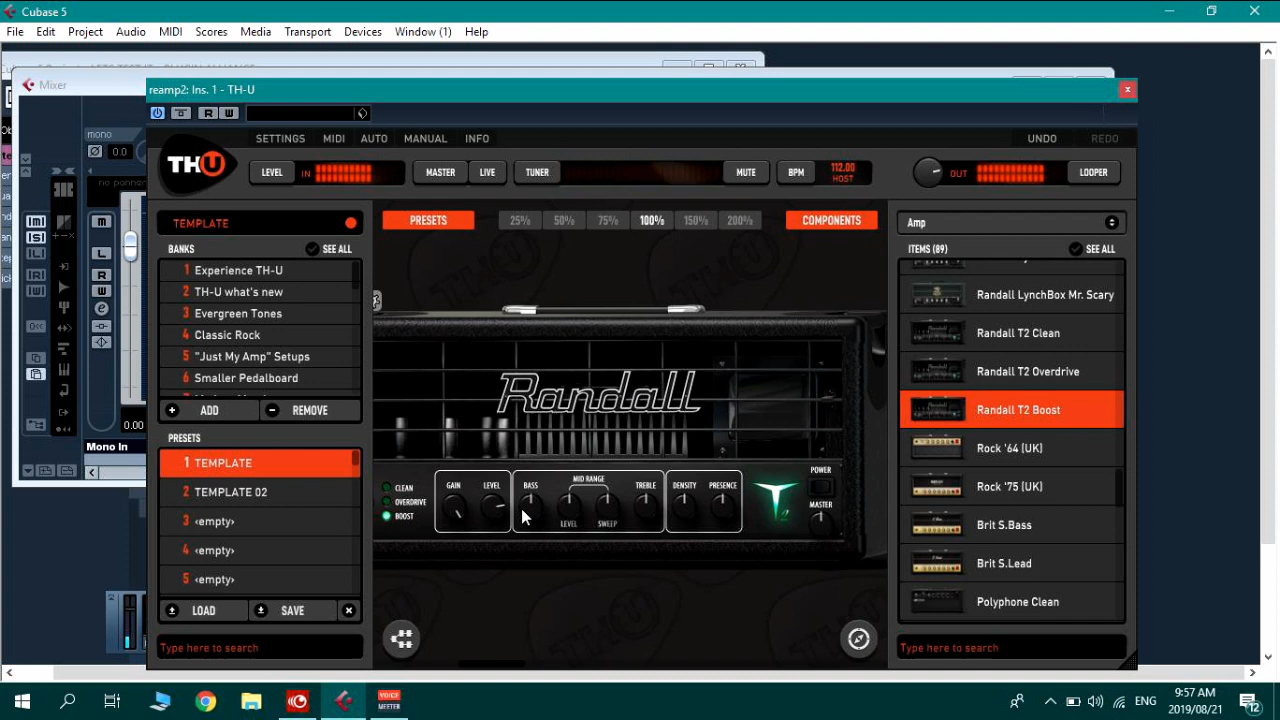 Cubase 5
File Edit Project Audio MIDI Scores Media Transport Devices Window (1) Help
Mixer
reamp2: Ins. 1 - TH-U
R W
SETTINGS MIDI AUTO MANUAL INFO UNDO REDO
mono
0.0
THU
LEVEL IN MASTER LIVE TUNER MUTE BPM 112.00 HOST OUT LOOPER
TEMPLATE PRESETS 25% 50% 75% 100% 150% 200% COMPONENTS Amp
BANKS SEE ALL ITEMS (89) SEE ALL
1 Experience TH-U
2 TH-U what's new
3 Evergreen Tones
4 Classic Rock
5 "Just My Amp" Setups
6 Smaller Pedalboard
ADD REMOVE
PRESETS
1 TEMPLATE
2 TEMPLATE 02
3 <empty>
4 <empty>
5 <empty>
LOAD SAVE
Type here to search
Randall
CLEAN
OVERDRIVE
BOOST
GAIN LEVEL BASS MID RANGE TREBLE DENSITY PRESENCE POWER
LEVEL SWEEP MASTER
Randall LynchBox Mr. Scary
Randall T2 Clean
Randall T2 Overdrive
Randall T2 Boost
Rock '64 (UK)
Rock '75 (UK)
Brit S.Bass
Brit S.Lead
Polyphone Clean
Type here to search
0.00
Mono In
VOICE MEETER
ENG
9:57 AM
2019/08/21
12